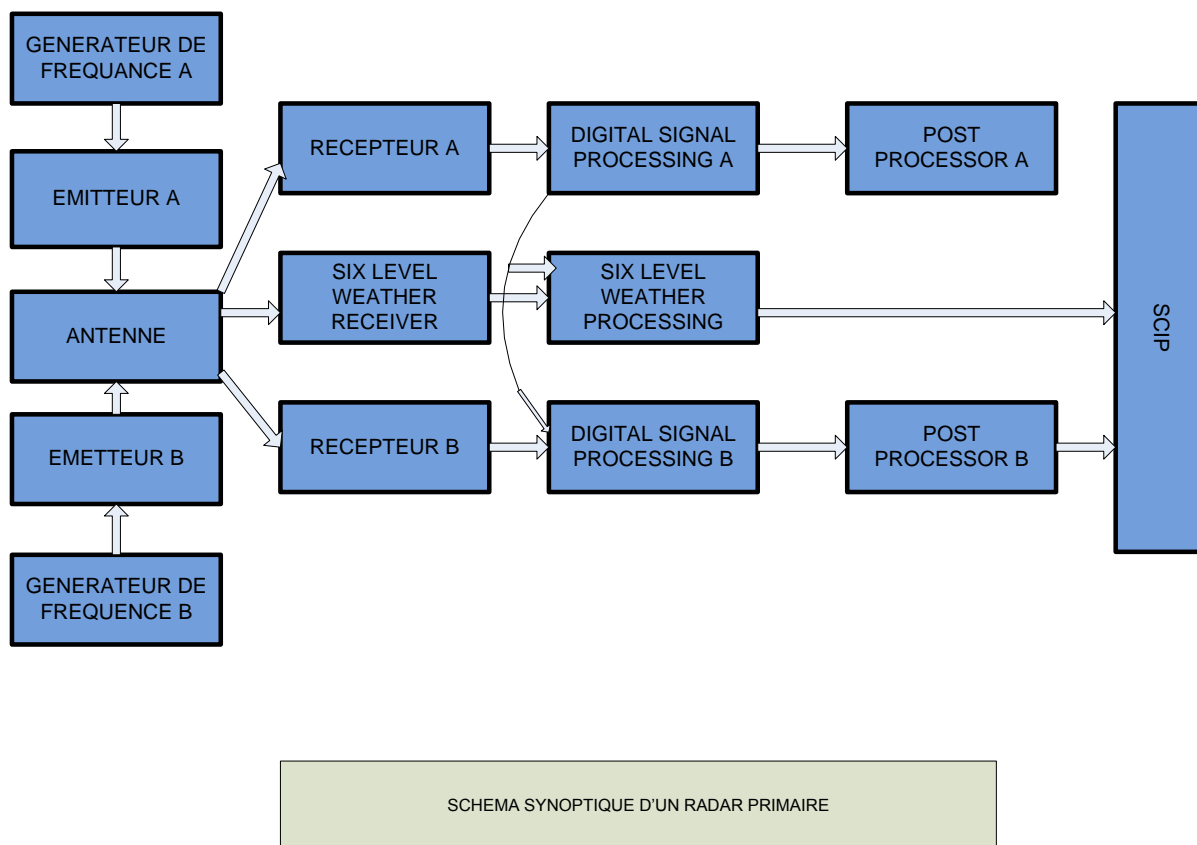 GENERATEUR DE
FREQUANCE A
EMITTEUR A
ANTENNE
EMETTEUR B
GENERATEUR DE
FREQUENCE B
RECEPTEUR A
SIX LEVEL
WEATHER
RECEIVER
RECEPTEUR B
DIGITAL SIGNAL
PROCESSING A
SIX LEVEL
WEATHER
PROCESSING
DIGITAL SIGNAL
PROCESSING B
POST
PROCESSOR A
POST
PROCESSOR B
SCIP
SCHEMA SYNOPTIQUE D'UN RADAR PRIMAIRE